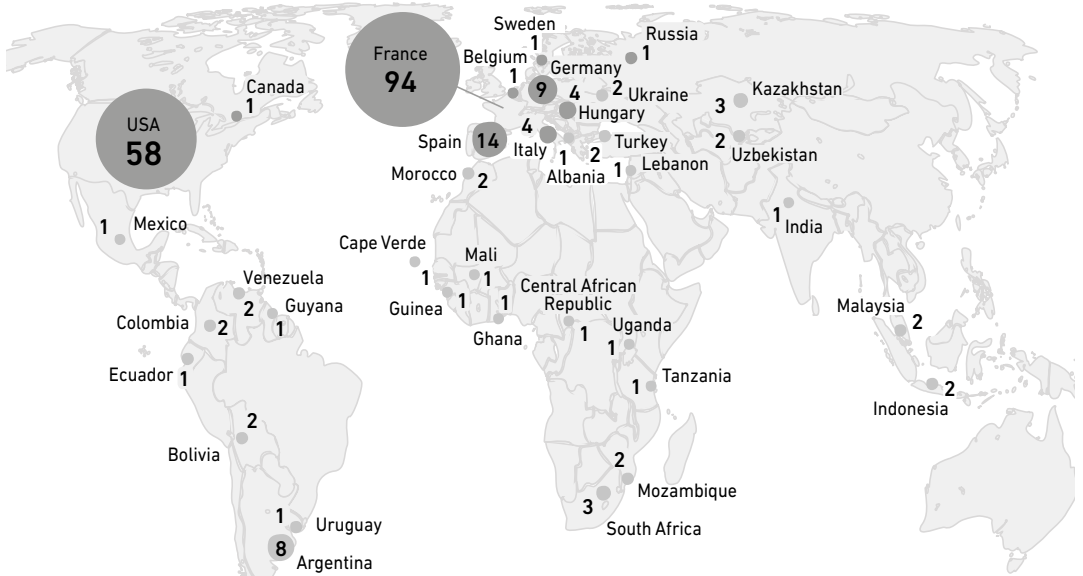 Sweden
1
Russia
1
France
94
Belgium
1
Germany
9
Canada
1
4
Hungary
2
Ukraine
Kazakhstan
3
USA
58
Spain
14
4
Italy
1
Albania
2
Turkey
2
Uzbekistan
1
Lebanon
Morocco
2
1
Mexico
1
India
Cape Verde
1
Mali
1
Venezuela
2
Guyana
1
Guinea
1
1
Ghana
Central African
Republic
1
Uganda
1
Malaysia
2
Colombia
2
Ecuador
1
Tanzania
1
2
Indonesia
2
Bolivia
2
Mozambique
3
South Africa
1
Uruguay
8
Argentina